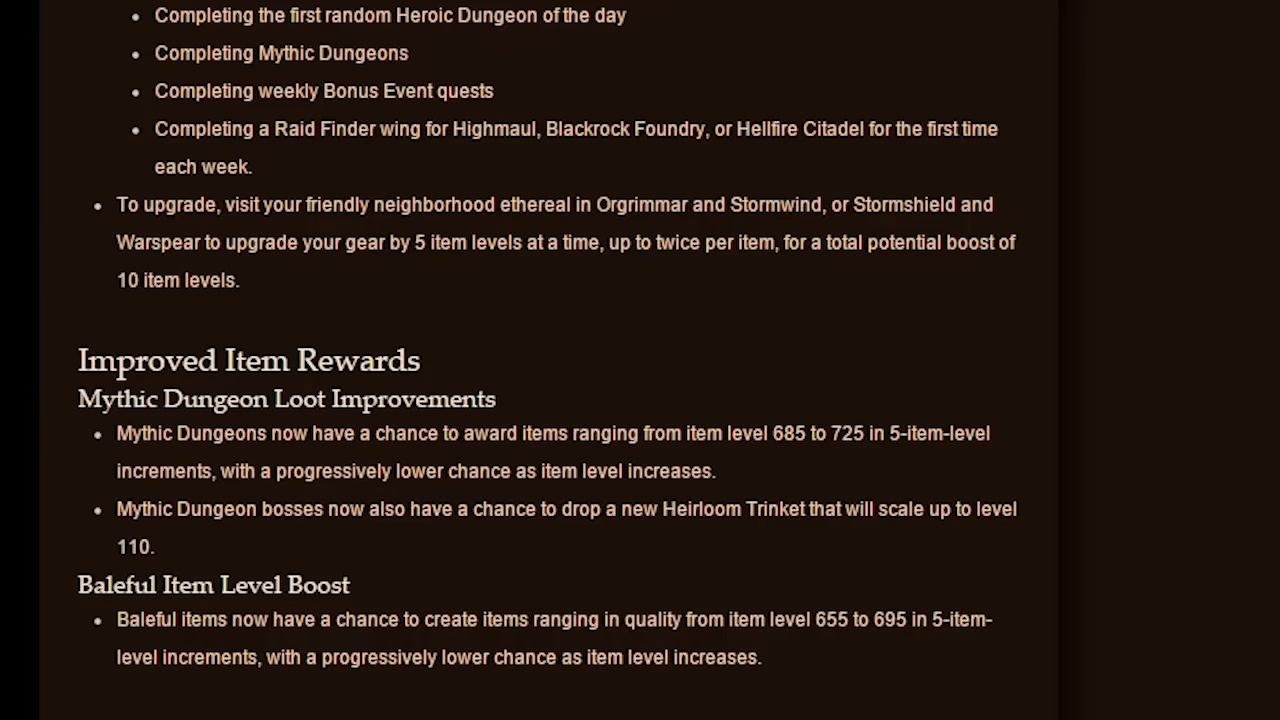 Completing the first random Heroic Dungeon of the day
Completing Mythic Dungeons
Completing weekly Bonus Event quests
Completing a Raid Finder wing for Highmaul, Blackrock Foundry, or Hellfire Citadel for the first time
each week.
To upgrade, visit your friendly neighborhood ethereal in Orgrimmar and Stormwind, or Stormshield and
Warspear to upgrade your gear by 5 item levels at a time, up to twice per item, for a total potential boost of
10 item levels.
Improved Item Rewards
Mythic Dungeon Loot Improvements
Mythic Dungeons now have a chance to award items ranging from item level 685 to 725 in 5-item-level
increments, with a progressively lower chance as item level increases.
Mythic Dungeon bosses now also have a chance to drop a new Heirloom Trinket that will scale up to level
110.
Baleful Item Level Boost
Baleful items now have a chance to create items ranging in quality from item level 655 to 695 in 5-item-
level increments, with a progressively lower chance as item level increases.